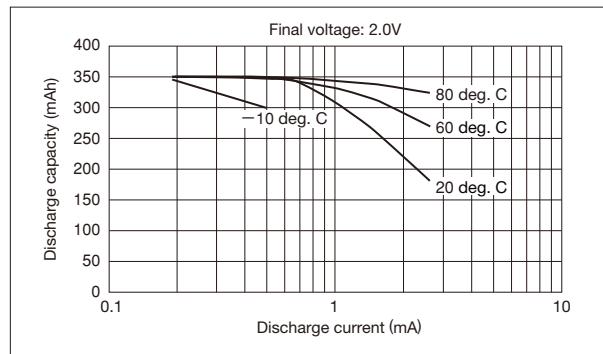 Final voltage: 2.0V
Discharge capacity (mAh)
400
350
300
250
200
150
100
50
0
80 deg. C
－10 deg. C
60 deg. C
20 deg. C
0.1
1
10
Discharge current (mA)